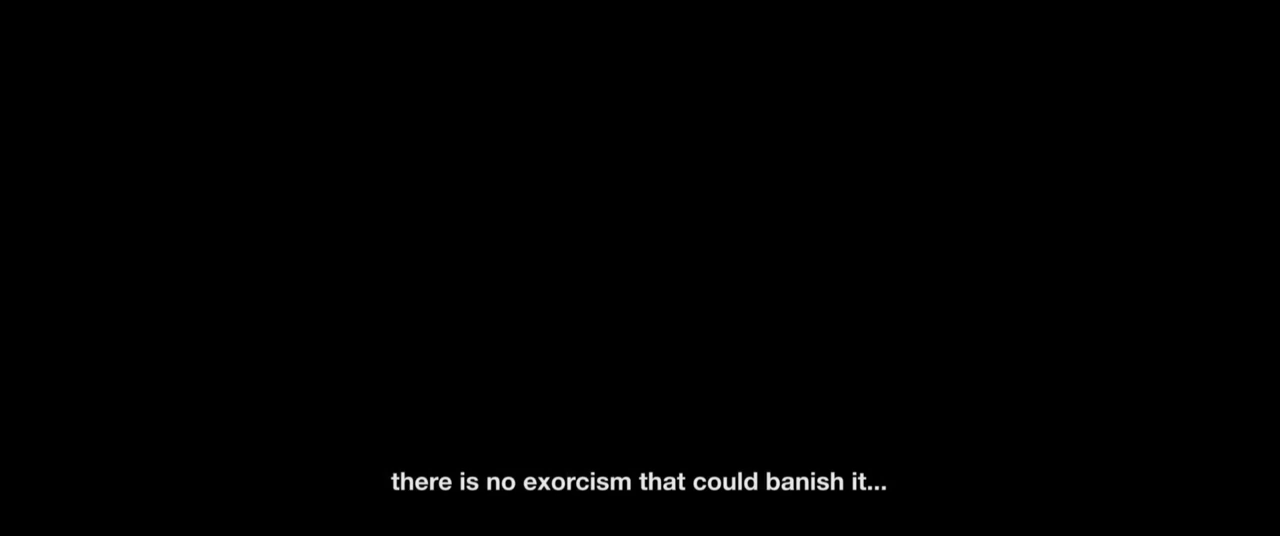 there is no exorcism that could banish it...